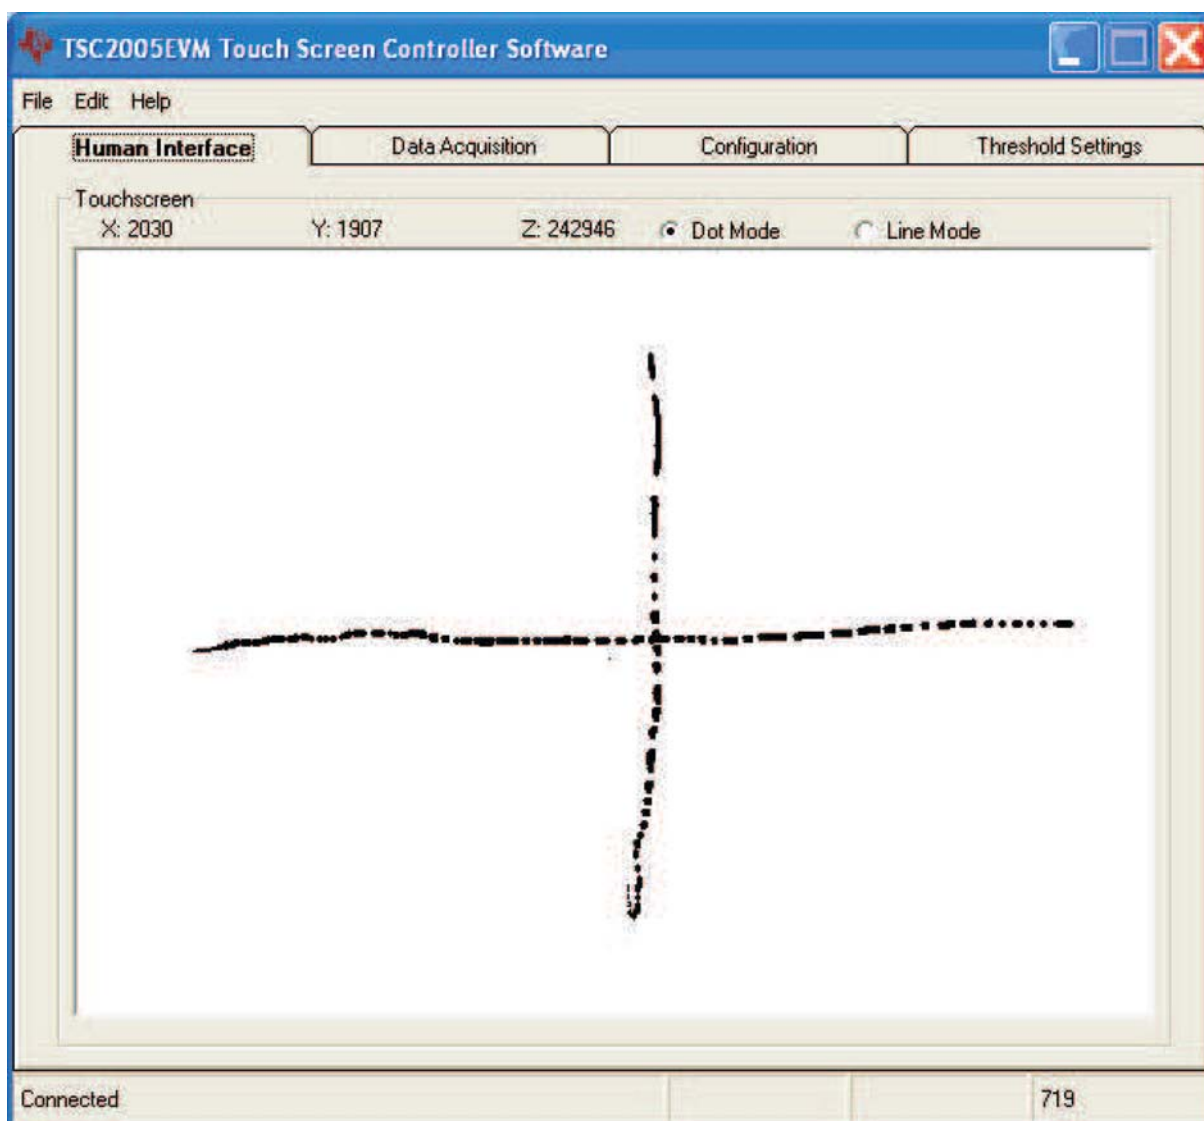 TSC2005EVM Touch Screen Controller Software
File Edit Help
Human Interface Data Acquisition Configuration Threshold Settings
Touchscreen
X: 2030 Y: 1907 Z: 242946 Dot Mode Line Mode
Connected 719